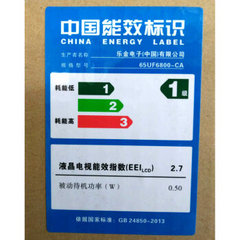 中国能效标识
CHINA ENERGY LABEL
生产者名称： 乐金电子(中国)有限公司
规格型号： 65UF6800-CA
耗能低 1 1级
2
耗能高 3
液晶电视能效指数(EEILCD) 2.7
被动待机功率(W) 0.50
依据国家标准：GB 24850-2013